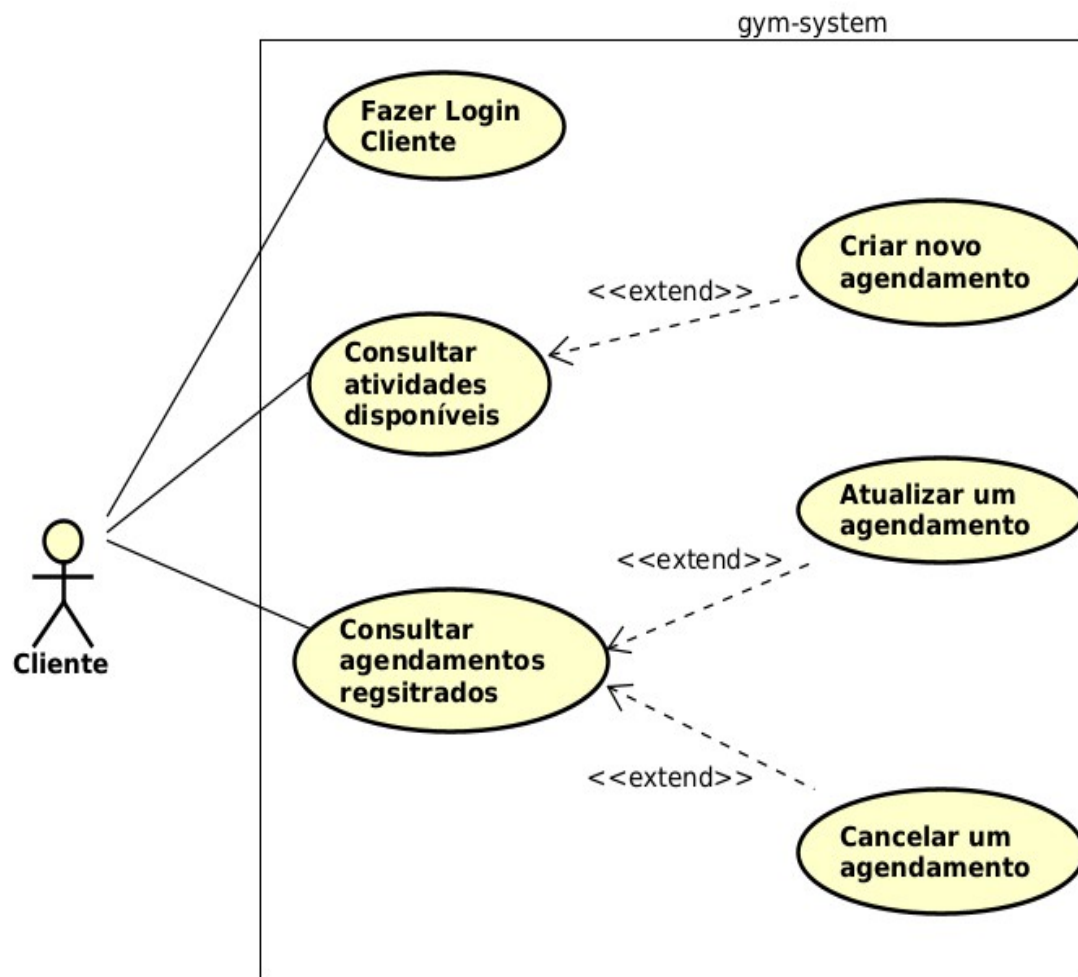 gym-system
Fazer Login
Cliente
Criar novo
agendamento
<<extend>>
Consultar
atividades
disponíveis
Atualizar um
agendamento
<<extend>>
Consultar
agendamentos
regsitrados
Cliente
<<extend>>
Cancelar um
agendamento